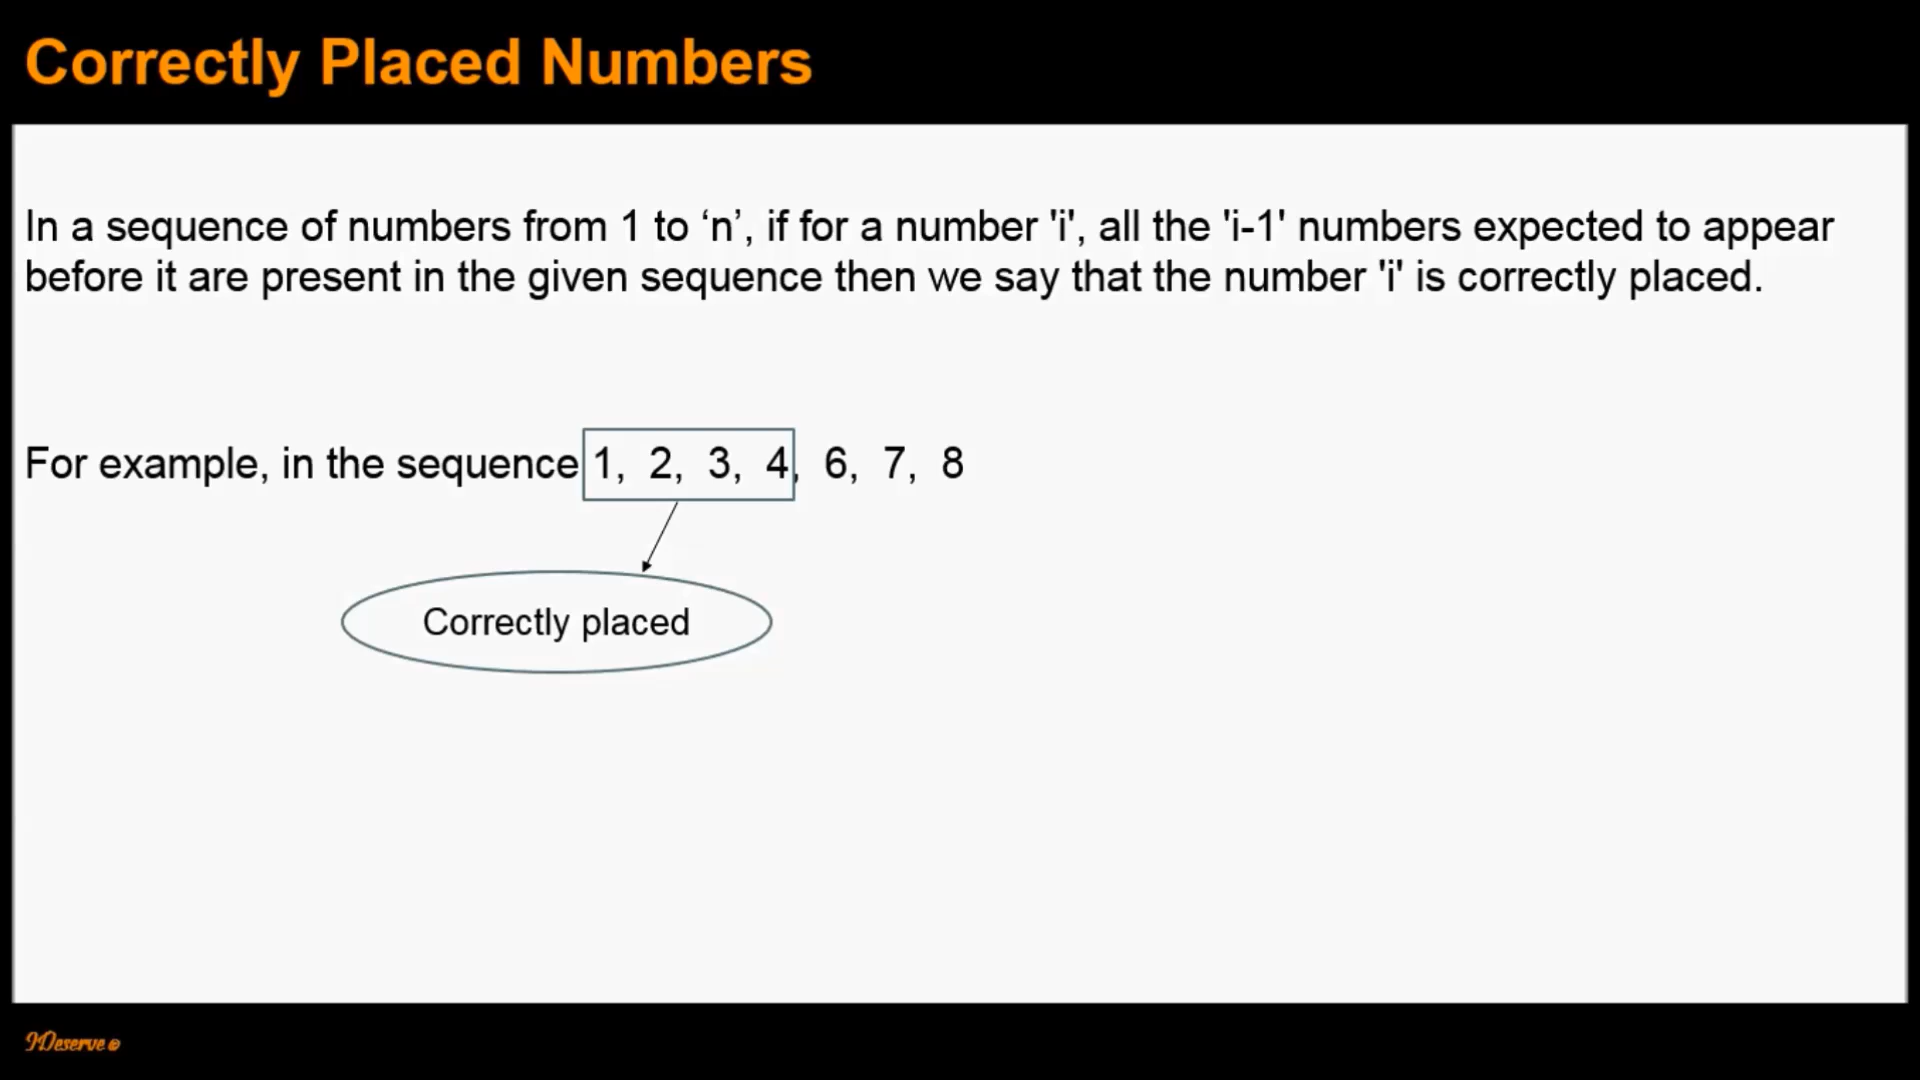 Correctly Placed Numbers
In a sequence of numbers from 1 to ‘n’, if for a number 'i', all the 'i-1' numbers expected to appear
before it are present in the given sequence then we say that the number 'i' is correctly placed.
For example, in the sequence 1, 2, 3, 4, 6, 7, 8
Correctly placed
IDeserve